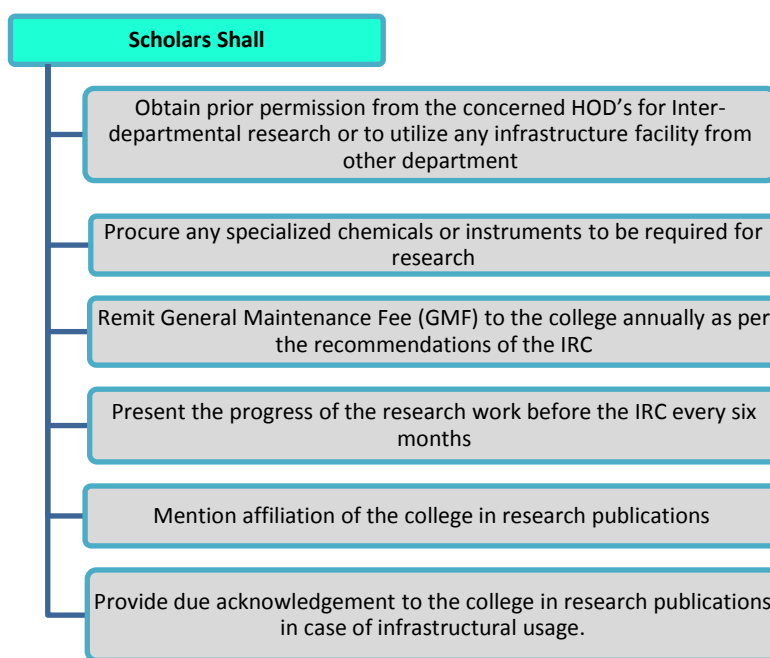 Scholars Shall
Obtain prior permission from the concerned HOD's for Inter-
departmental research or to utilize any infrastructure facility from
other department
Procure any specialized chemicals or instruments to be required for
research
Remit General Maintenance Fee (GMF) to the college annually as per
the recommendations of the IRC
Present the progress of the research work before the IRC every six
months
Mention affiliation of the college in research publications
Provide due acknowledgement to the college in research publications
in case of infrastructural usage.